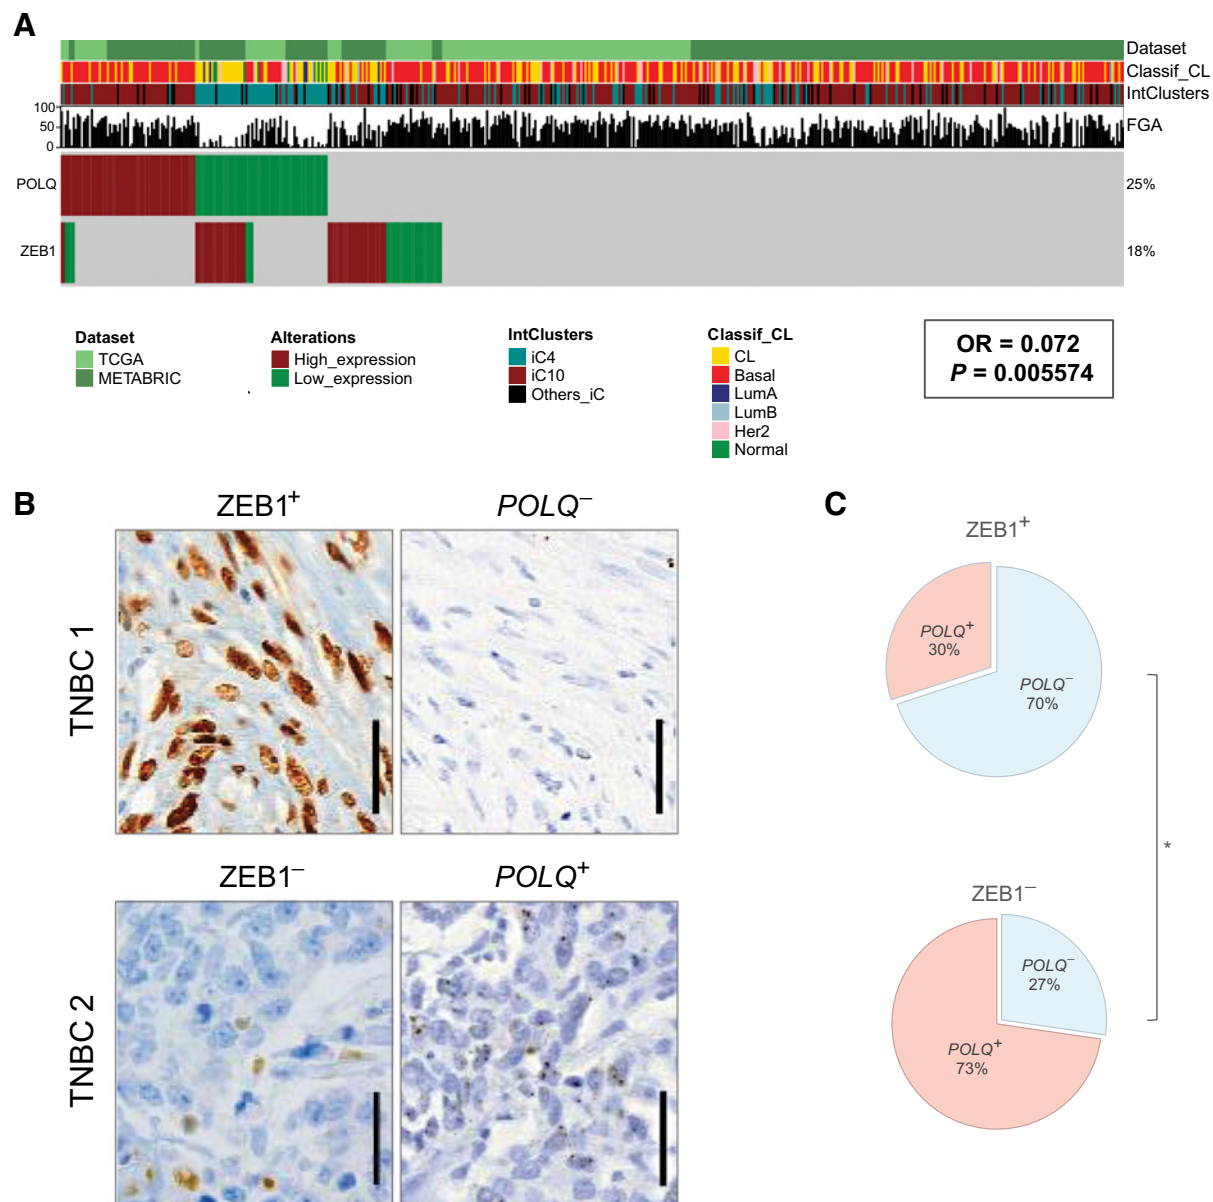 A
Dataset
Classif_CL
IntClusters
100
50
0
FGA
POLQ
25%
ZEB1
18%
Dataset
TCGA
METABRIC
Alterations
High_expression
Low_expression
IntClusters
iC4
iC10
Others_iC
Classif_CL
CL
Basal
LumA
LumB
Her2
Normal
OR = 0.072
P = 0.005574
B
ZEB1⁺
POLQ⁻
TNBC 1
ZEB1⁻
POLQ⁺
TNBC 2
C
ZEB1⁺
POLQ⁺
30%
POLQ⁻
70%
*
ZEB1⁻
POLQ⁻
27%
POLQ⁺
73%